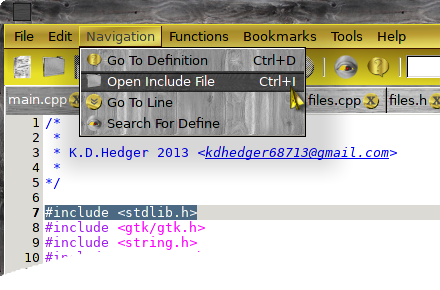 File Edit Navigation Functions Bookmarks Tools Help
Go To Definition Ctrl+D
Open Include File Ctrl+I
Go To Line
Search For Define
main.cpp files.cpp files.h
1 /*
2 *
3 * K.D.Hedger 2013 <kdhedger68713@gmail.com>
4 *
5 */
6
7 #include <stdlib.h>
8 #include <gtk/gtk.h>
9 #include <string.h>
10